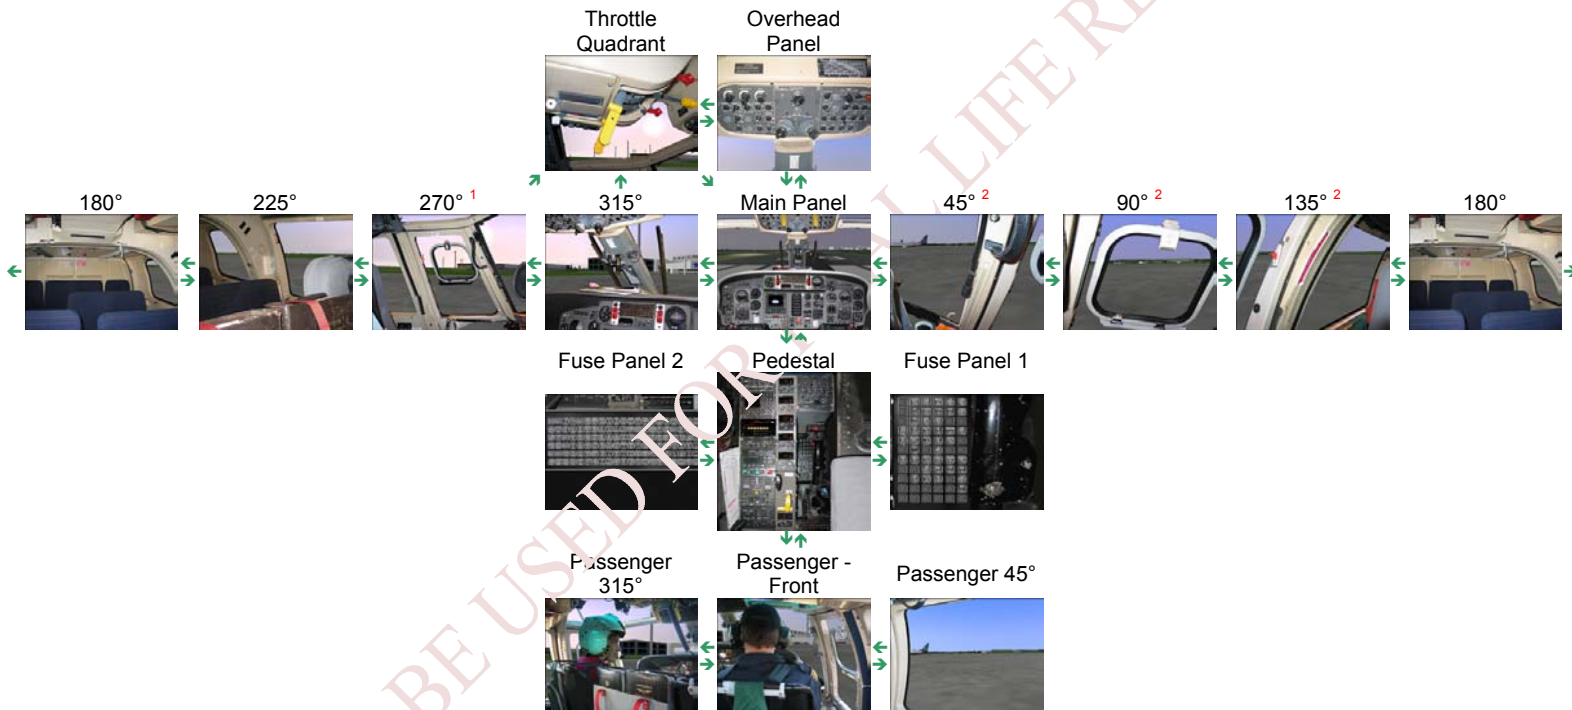 Throttle
Quadrant
Overhead
Panel
180°
225°
270° 1
315°
Main Panel
45° 2
90° 2
135° 2
180°
Fuse Panel 2
Pedestal
Fuse Panel 1
Passenger
315°
Passenger -
Front
Passenger 45°
BE USED FOR
LIFE